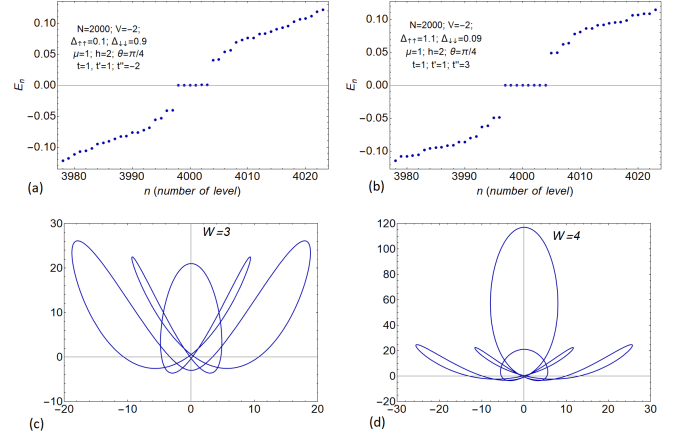 N=2000; V=−2;
Δ↑↑=0.1; Δ↓↓=0.9
μ=1; h=2; θ=π/4
t=1, t'=1; t''=−2
0.10
0.05
0.00
−0.05
−0.10
E_n
3980 3990 4000 4010 4020
n (number of level)
(a)
N=2000; V=−2;
Δ↑↑=1.1; Δ↓↓=0.09
μ=1; h=2; θ=π/4
t=1; t'=1; t''=3
0.10
0.05
0.00
−0.05
−0.10
E_n
3980 3990 4000 4010 4020
n (number of level)
(b)
W=3
30
20
10
0
−10
−20 −10 0 10 20
(c)
W=4
120
100
80
60
40
20
0
−30 −20 −10 0 10 20 30
(d)